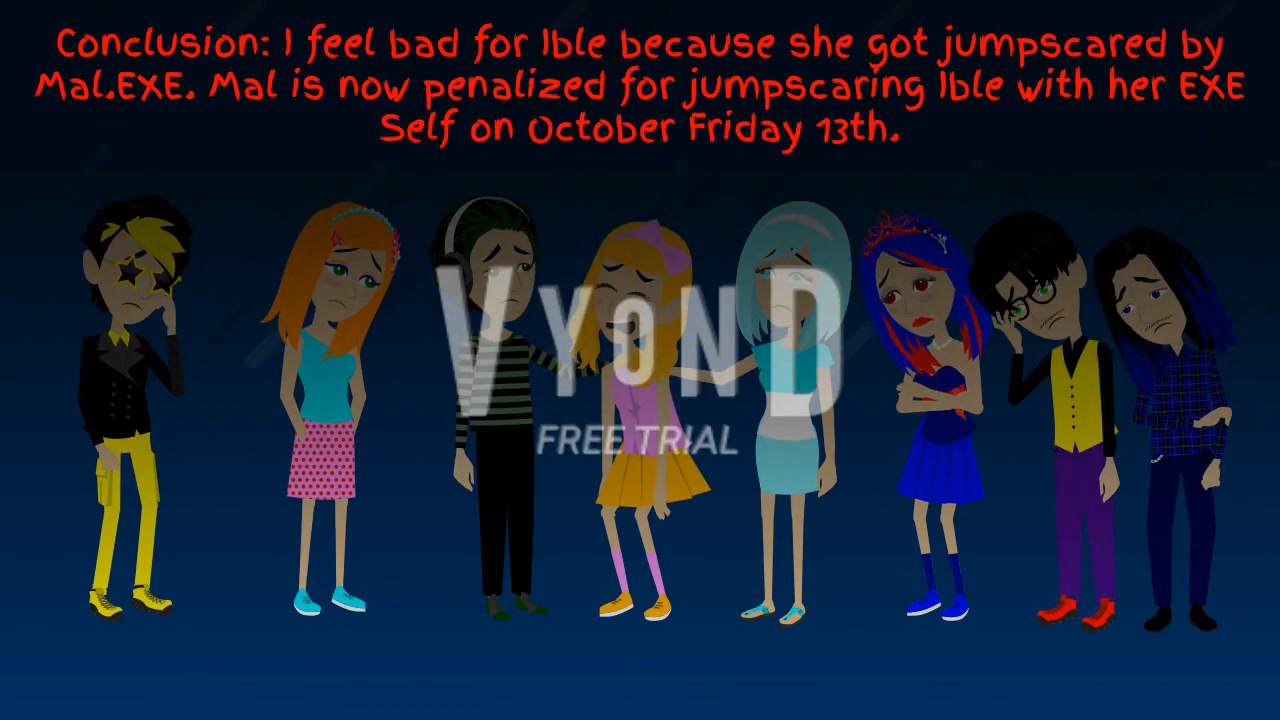 Conclusion: I feel bad for Ible because she got jumpscared by
Mal.EXE. Mal is now penalized for jumpscaring Ible with her EXE
Self on October Friday 13th.
VYOND
FREE TRIAL